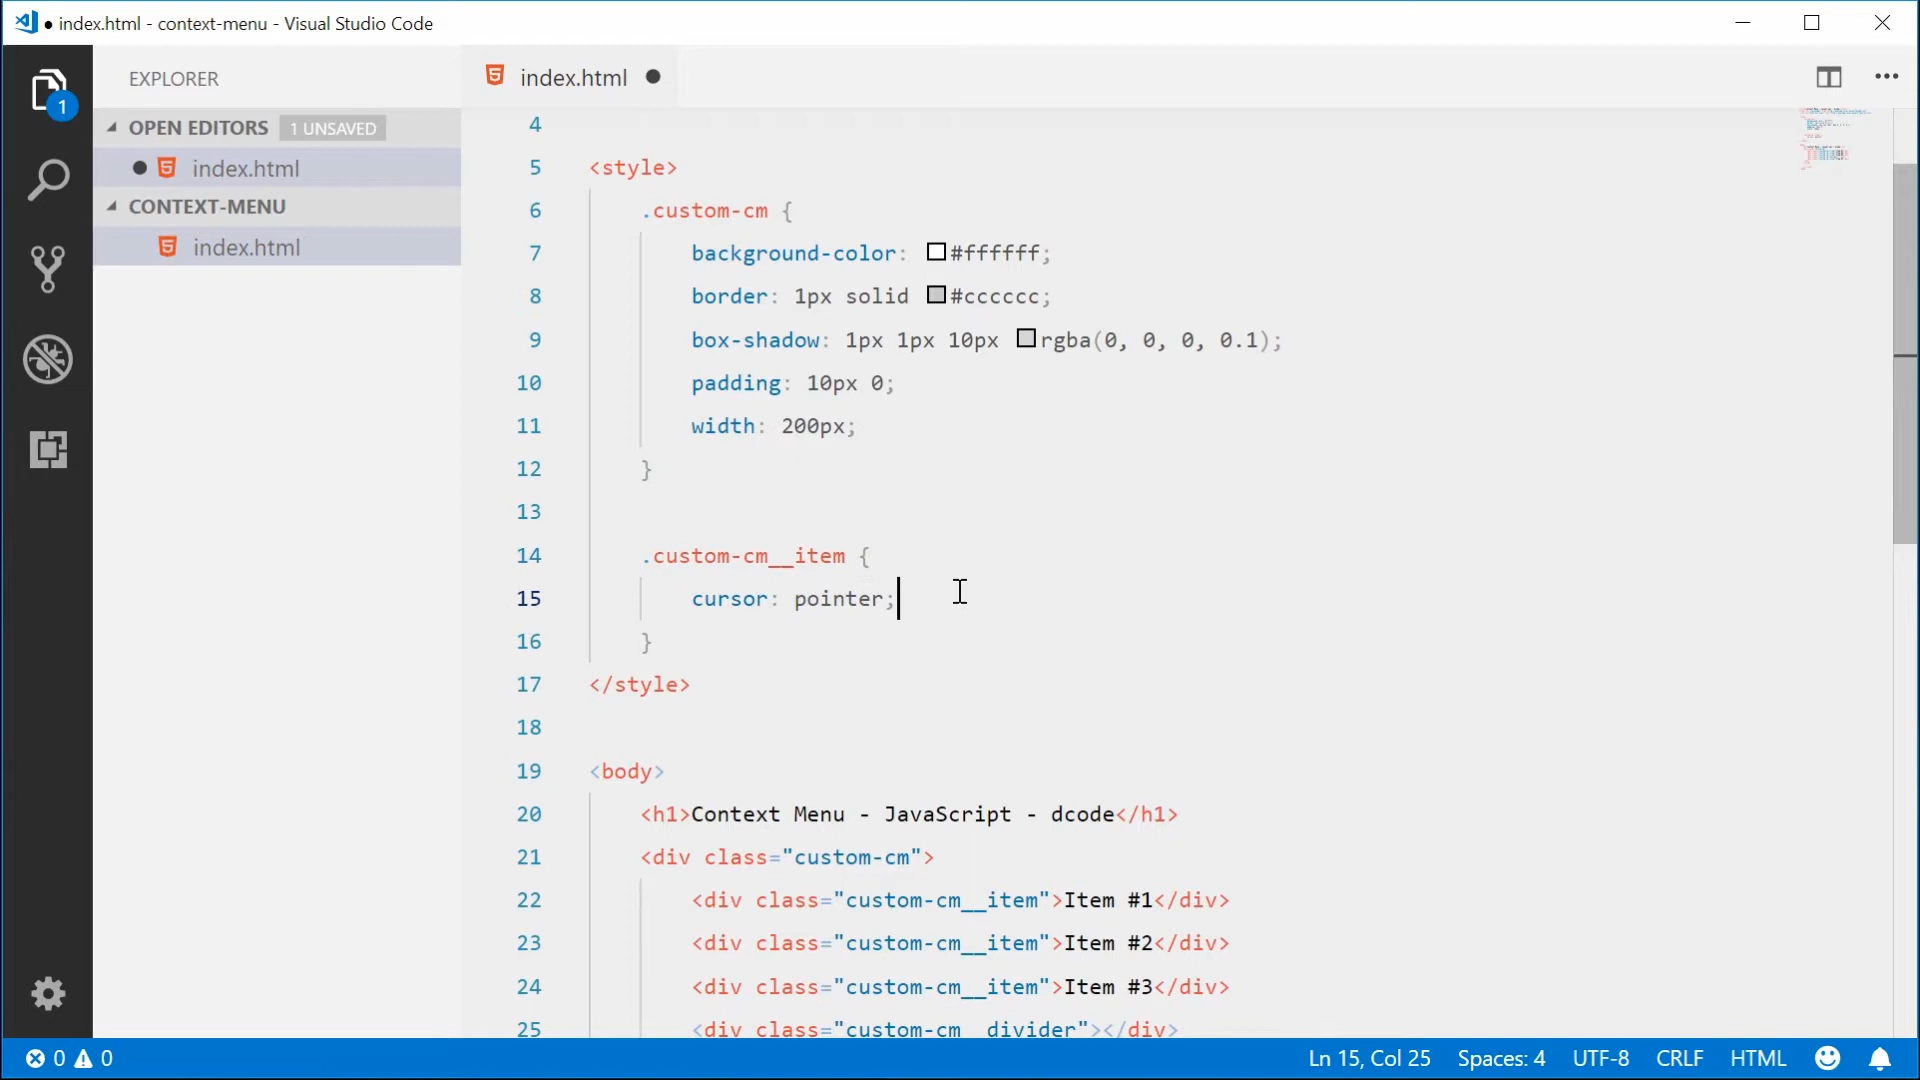 index.html - context-menu - Visual Studio Code
EXPLORER
OPEN EDITORS 1 UNSAVED
index.html
CONTEXT-MENU
index.html
1
index.html
4
5 <style>
6 .custom-cm {
7 background-color: #ffffff;
8 border: 1px solid #cccccc;
9 box-shadow: 1px 1px 10px rgba(0, 0, 0, 0.1);
10 padding: 10px 0;
11 width: 200px;
12 }
13
14 .custom-cm__item {
15 cursor: pointer;
16 }
17 </style>
18
19 <body>
20 <h1>Context Menu - JavaScript - dcode</h1>
21 <div class="custom-cm">
22 <div class="custom-cm__item">Item #1</div>
23 <div class="custom-cm__item">Item #2</div>
24 <div class="custom-cm__item">Item #3</div>
25 <div class="custom-cm__divider"></div>
0 0 Ln 15, Col 25 Spaces: 4 UTF-8 CRLF HTML